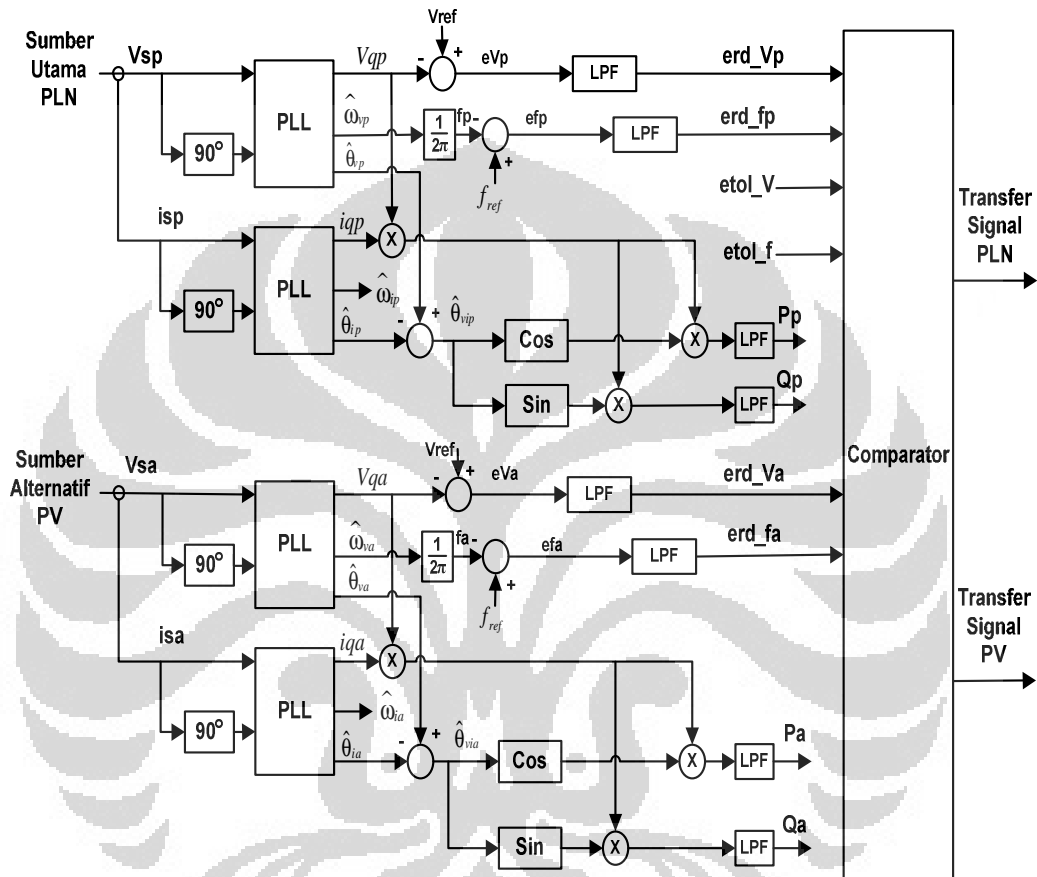 Vref
Sumber
Utama
PLN
Vsp
Vqp
-
+
eVp
LPF
erd_Vp
PLL
ω̂vp
1
2π
fp
-
efp
LPF
erd_fp
90°
θ̂vp
+
fref
etol_V
isp
iqp
X
etol_f
Transfer
Signal
PLN
PLL
ω̂ip
90°
θ̂ip
-
+
θ̂vip
Cos
X
LPF
Pp
Sin
X
LPF
Qp
Comparator
Vref
Sumber
Alternatif
PV
Vsa
Vqa
-
+
eVa
LPF
erd_Va
PLL
ω̂va
1
2π
fa
-
efa
LPF
erd_fa
90°
θ̂va
+
fref
isa
iqa
X
Transfer
Signal
PV
PLL
ω̂ia
90°
θ̂ia
-
+
θ̂via
Cos
X
LPF
Pa
Sin
X
LPF
Qa